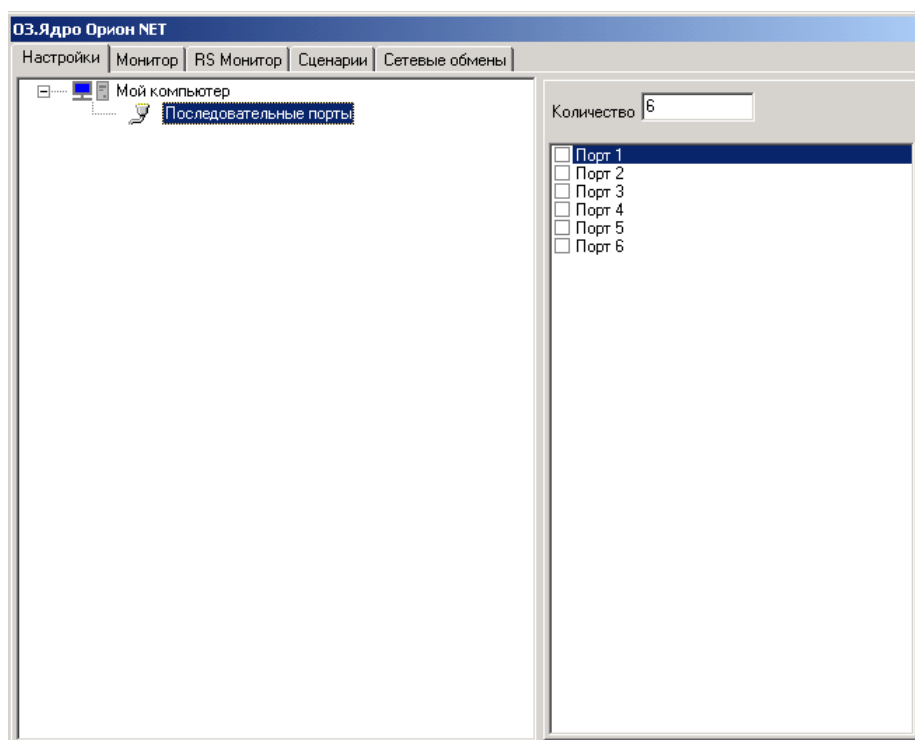 ОЗ.Ядро Орион NET
Настройки Монитор RS Монитор Сценарии Сетевые обмены
Мой компьютер
Последовательные порты
Количество 6
Порт 1
Порт 2
Порт 3
Порт 4
Порт 5
Порт 6